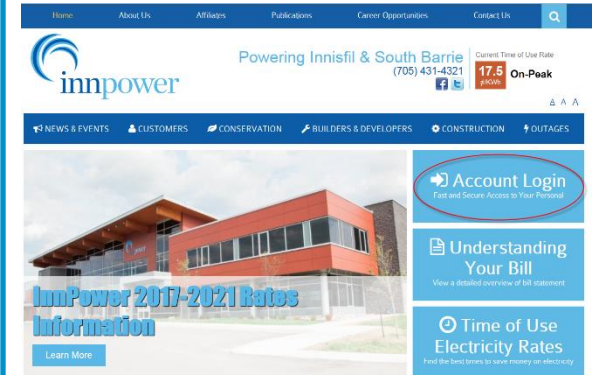 Home About Us Affiliates Publications Career Opportunities Contact Us
innpower
Powering Innisfil & South Barrie
(705) 431-4321
Current Time of Use Rate
17.5 On-Peak
¢/KWh
A A A
NEWS & EVENTS CUSTOMERS CONSERVATION BUILDERS & DEVELOPERS CONSTRUCTION OUTAGES
InnPower 2017-2021 Rates
Information
Learn More
Account Login
Fast and Secure Access to Your Personal
Understanding
Your Bill
View a detailed overview of bill statement
Time of Use
Electricity Rates
Find the best times to save money on electricity